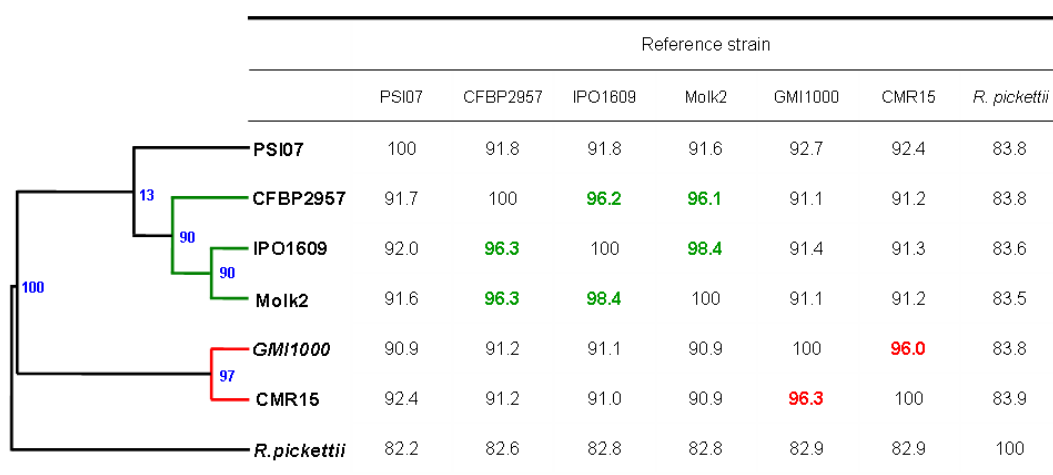 Reference strain
PSI07 CFBP2957 IPO1609 Molk2 GMI1000 CMR15 R. pickettii
PSI07 100 91.8 91.8 91.6 92.7 92.4 83.8
13
CFBP2957 91.7 100 96.2 96.1 91.1 91.2 83.8
90
IPO1609 92.0 96.3 100 98.4 91.4 91.3 83.6
90
100
Molk2 91.6 96.3 98.4 100 91.1 91.2 83.5
GMI1000 90.9 91.2 91.1 90.9 100 96.0 83.8
97
CMR15 92.4 91.2 91.0 90.9 96.3 100 83.9
R.pickettii 82.2 82.6 82.8 82.8 82.9 82.9 100